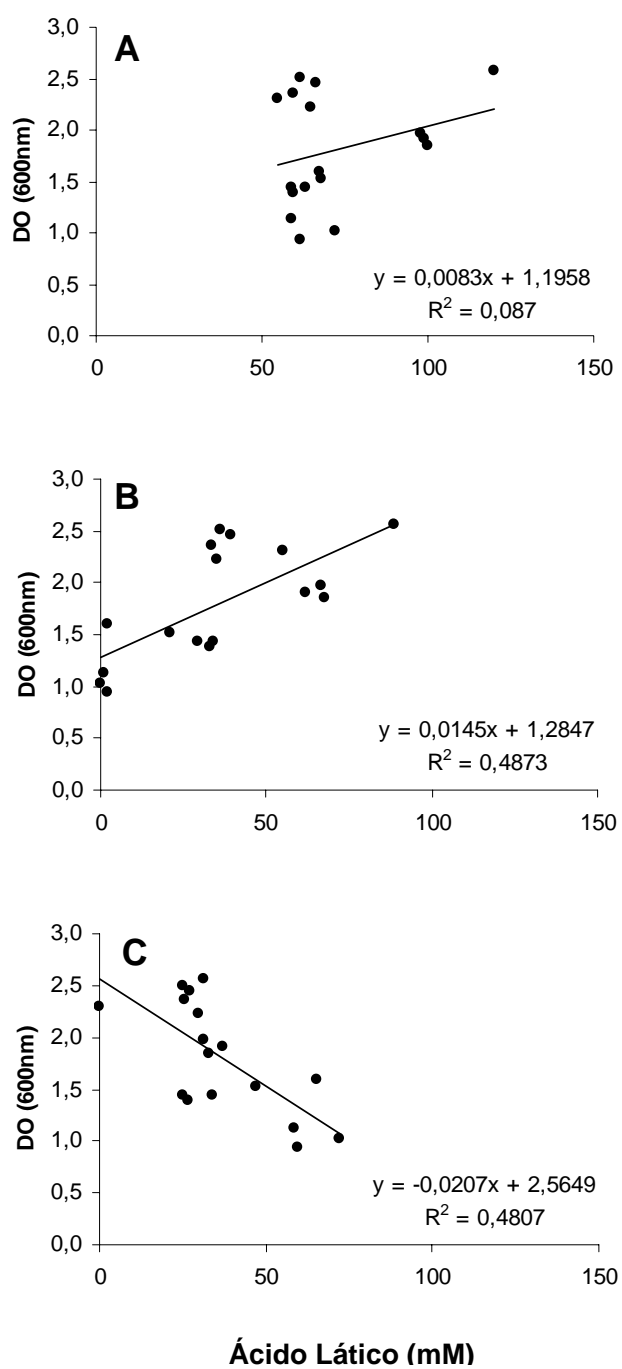 A
3,0
2,5
2,0
1,5
1,0
0,5
0,0
DO (600nm)
y = 0,0083x + 1,1958
R² = 0,087
0 50 100 150
B
3,0
2,5
2,0
1,5
1,0
0,5
0,0
DO (600nm)
y = 0,0145x + 1,2847
R² = 0,4873
0 50 100 150
C
3,0
2,5
2,0
1,5
1,0
0,5
0,0
DO (600nm)
y = -0,0207x + 2,5649
R² = 0,4807
0 50 100 150
Ácido Lático (mM)